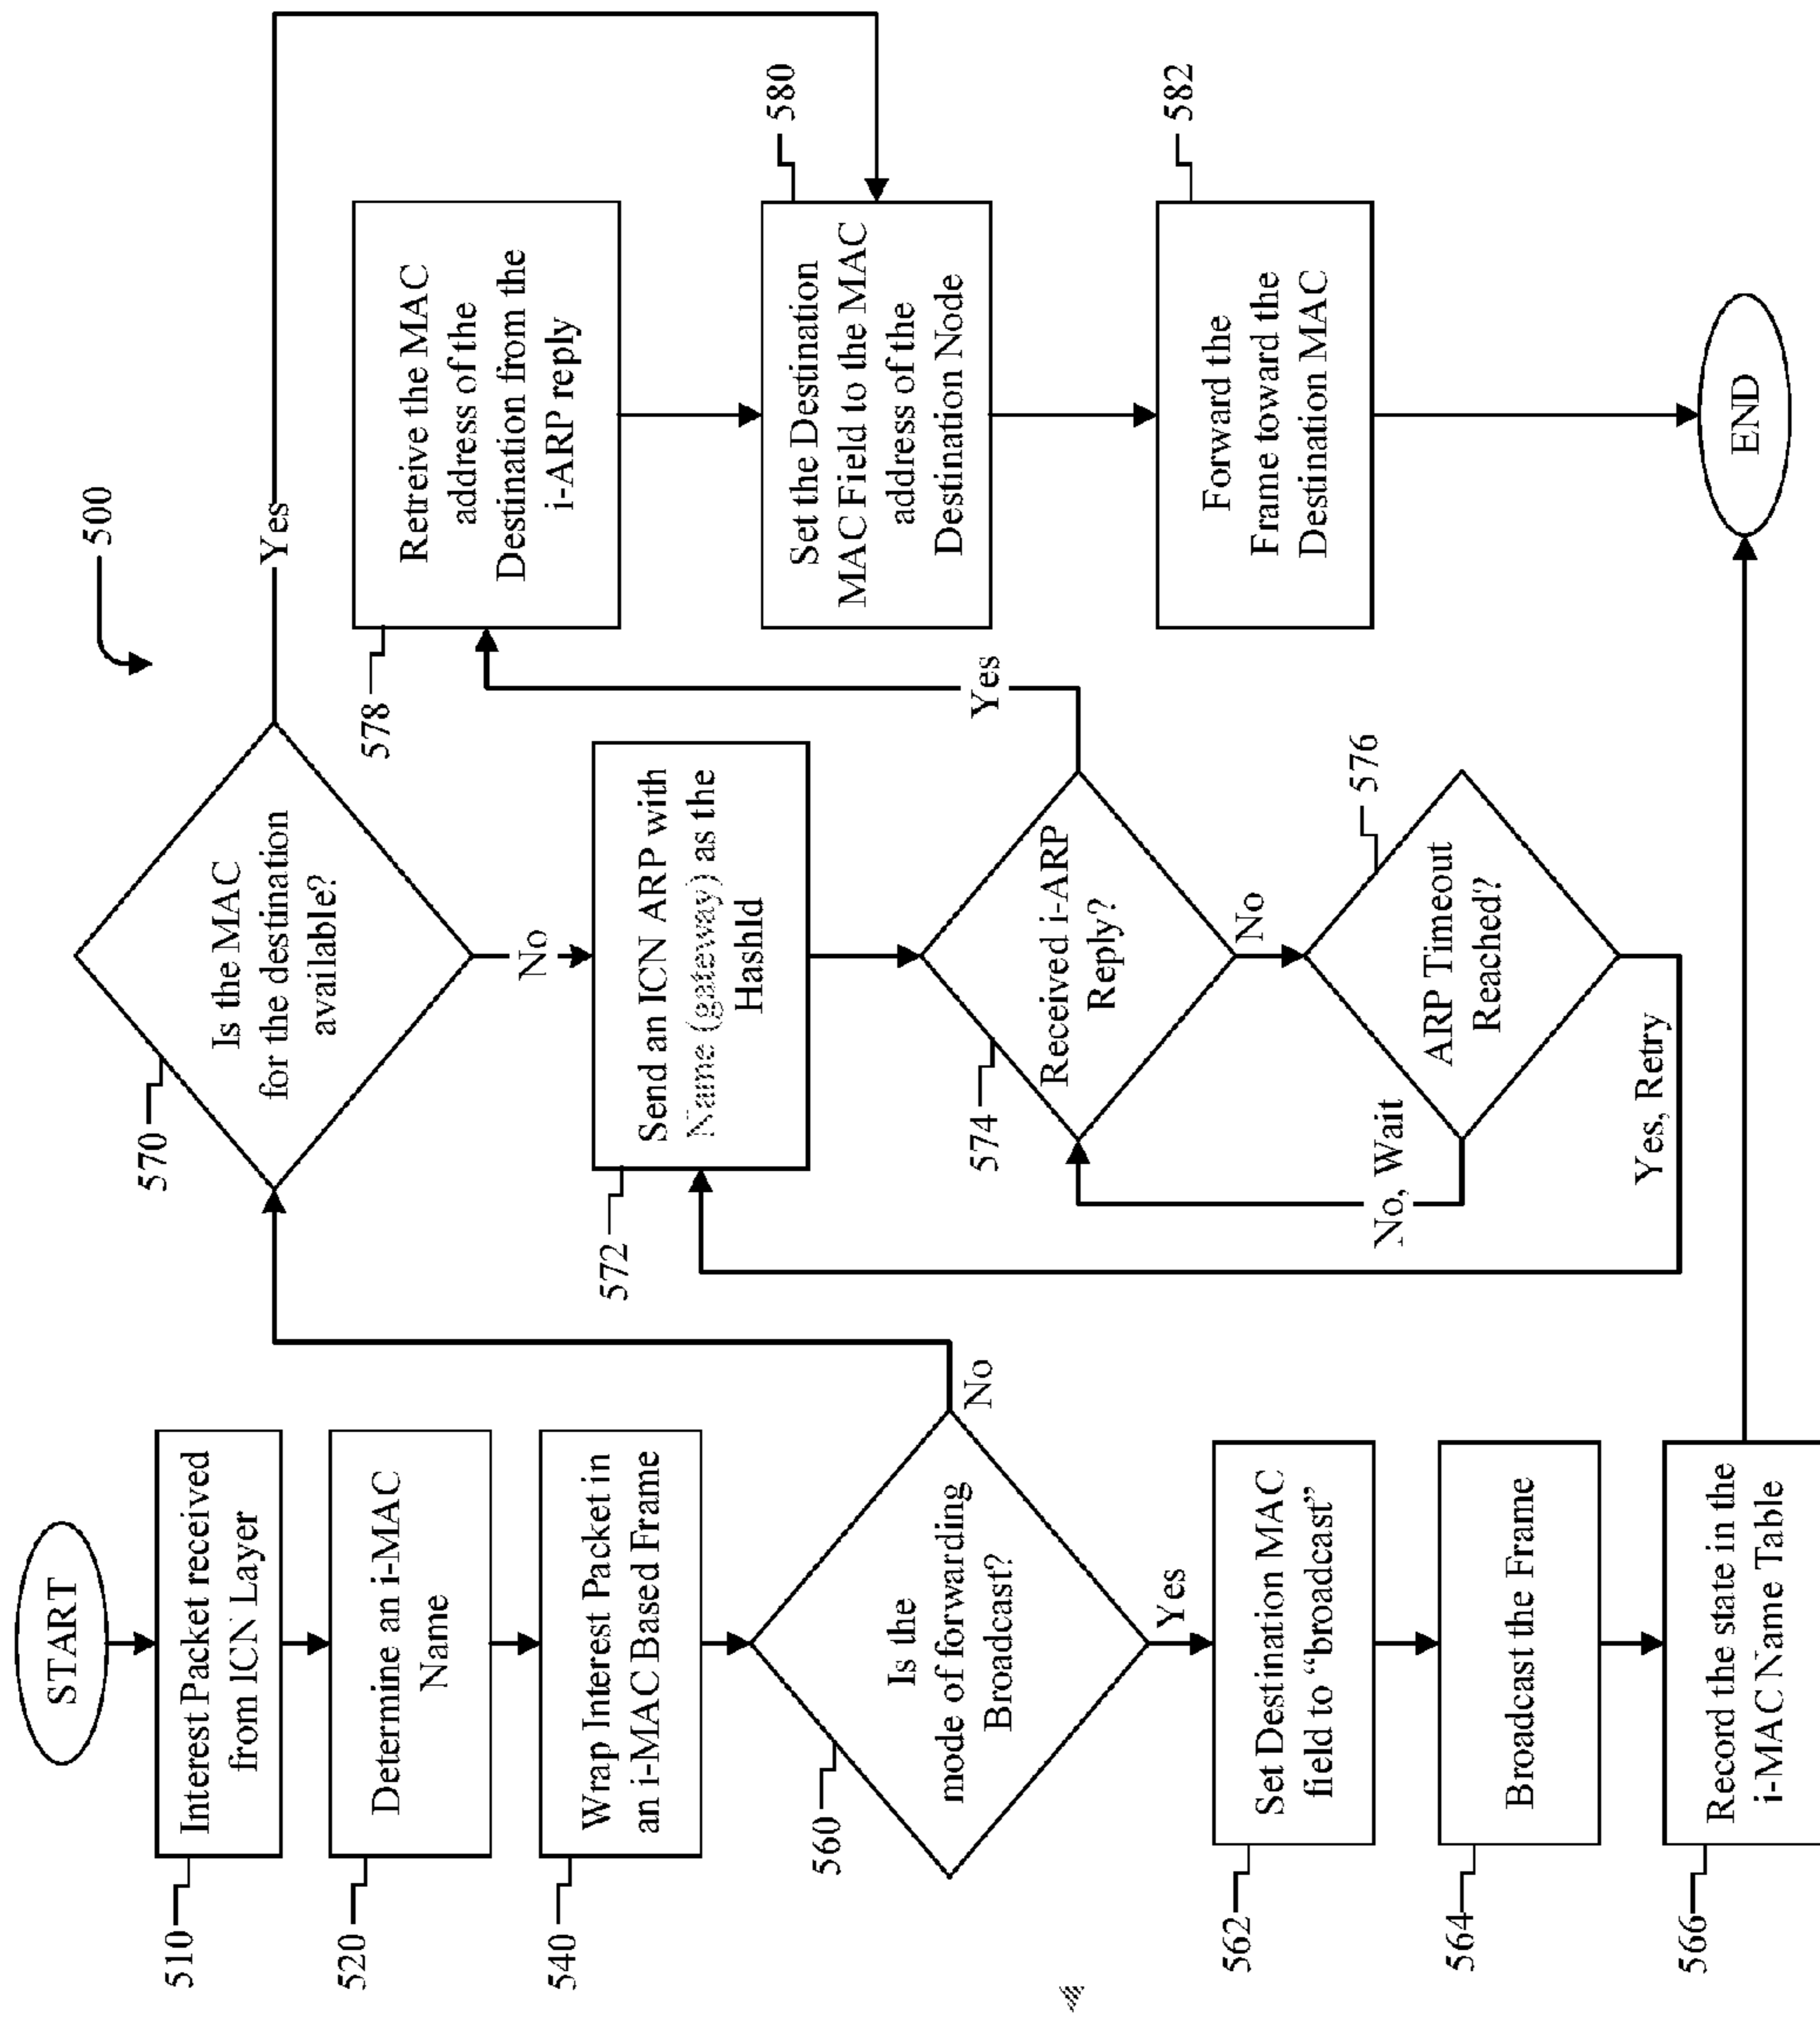 500
START
510
Interest Packet received
from ICN Layer
520
Determine an i-MAC
Name
540
Wrap Interest Packet in
an i-MAC Based Frame
560
Is the
mode of forwarding
Broadcast?
No
Yes
562
Set Destination MAC
field to “broadcast”
564
Broadcast the Frame
566
Record the state in the
i-MAC Name Table
570
Is the MAC
for the destination
available?
Yes
No
572
Send an ICN ARP with
Name (gateway) as the
HashId
574
Received i-ARP
Reply?
Yes
No
576
ARP Timeout
Reached?
No, Wait
Yes, Retry
578
Retreive the MAC
address of the
Destination from the
i-ARP reply
580
Set the Destination
MAC Field to the MAC
address of the
Destination Node
582
Forward the
Frame toward the
Destination MAC
END